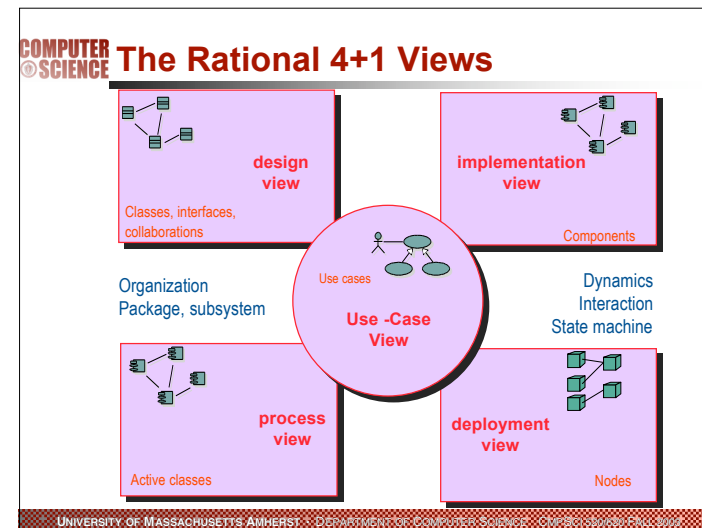 COMPUTER
SCIENCE
The Rational 4+1 Views
design
view
Classes, interfaces,
collaborations
implementation
view
Components
Organization
Package, subsystem
Use cases
Use -Case
View
Dynamics
Interaction
State machine
process
view
Active classes
deployment
view
Nodes
UNIVERSITY OF MASSACHUSETTS AMHERST • DEPARTMENT OF COMPUTER SCIENCE